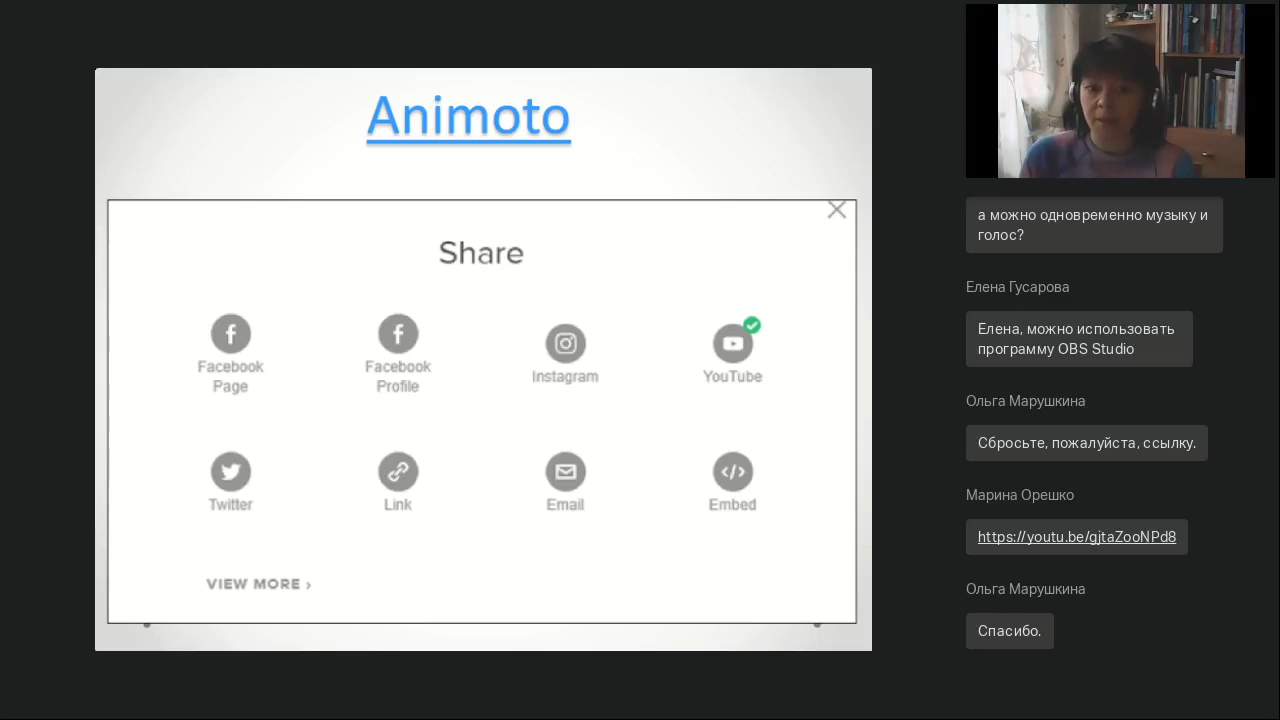 Animoto
Share
Facebook
Page
Facebook
Profile
Instagram
YouTube
Twitter
Link
Email
Embed
VIEW MORE ›
а можно одновременно музыку и
голос?
Елена Гусарова
Елена, можно использовать
программу OBS Studio
Ольга Марушкина
Сбросьте, пожалуйста, ссылку.
Марина Орешко
https://youtu.be/gjtaZooNPd8
Ольга Марушкина
Спасибо.